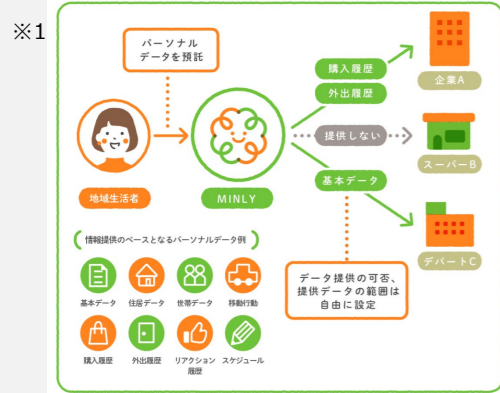 ※1
パーソナル
データを預託
購入履歴
外出履歴
企業A
提供しない
スーパーB
基本データ
地域生活者
MINLY
デパートC
(情報提供のベースとなるパーソナルデータ例)
データ提供の可否、
提供データの範囲は
自由に設定
基本データ 住居データ 世帯データ 移動行動
購入履歴 外出履歴 リアクション スケジュール
履歴